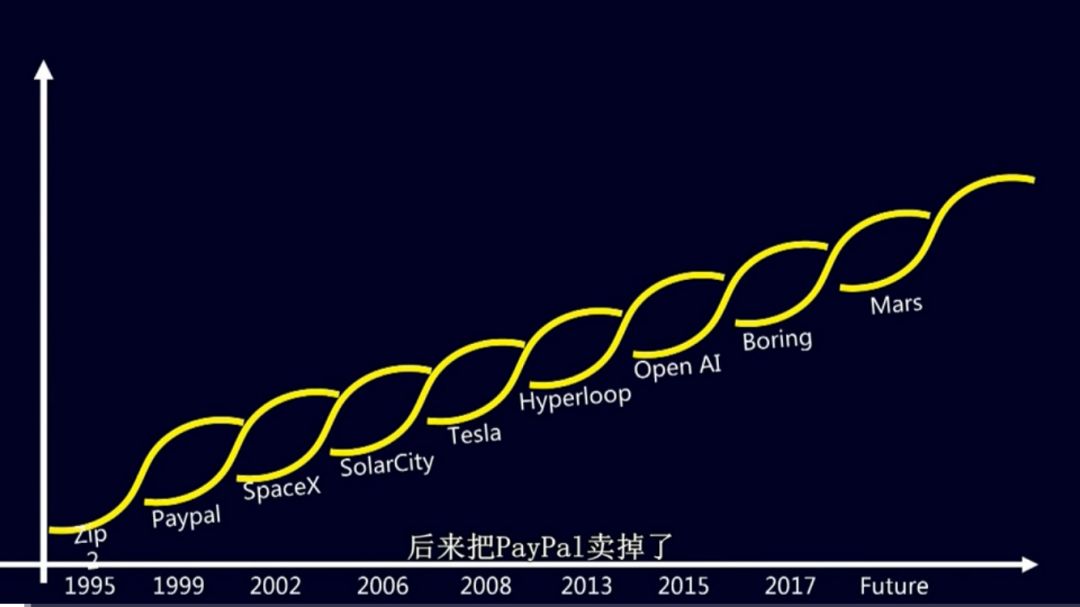 Mars
Boring
Open AI
Hyperloop
Tesla
SolarCity
SpaceX
Paypal
Zip
2
后来把PayPal卖掉了
1995 1999 2002 2006 2008 2013 2015 2017 Future